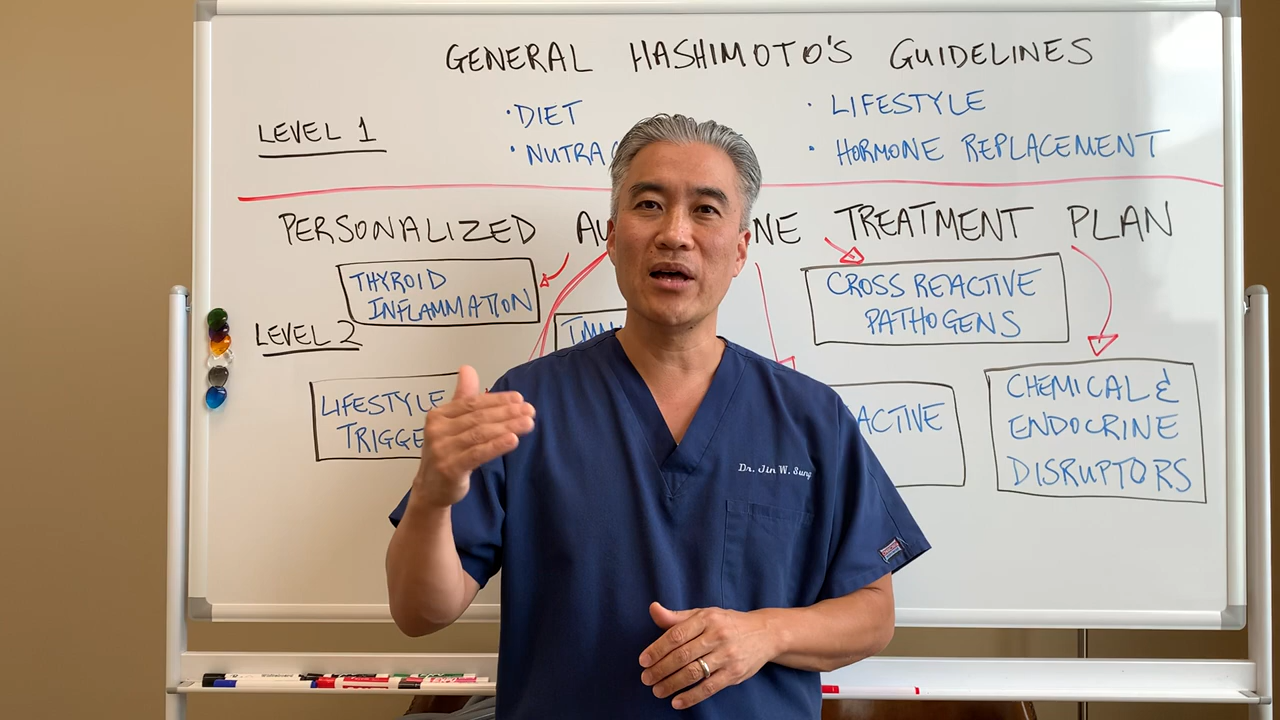 GENERAL HASHIMOTO'S GUIDELINES
LEVEL 1
· DIET
· LIFESTYLE
· HORMONE REPLACEMENT
PERSONALIZED TREATMENT PLAN
THYROID
INFLAMMATION
CROSS REACTIVE
PATHOGENS
LEVEL 2
LIFESTYLE
CHEMICAL &
ENDOCRINE
DISRUPTORS
Dr. Jin W. Sung